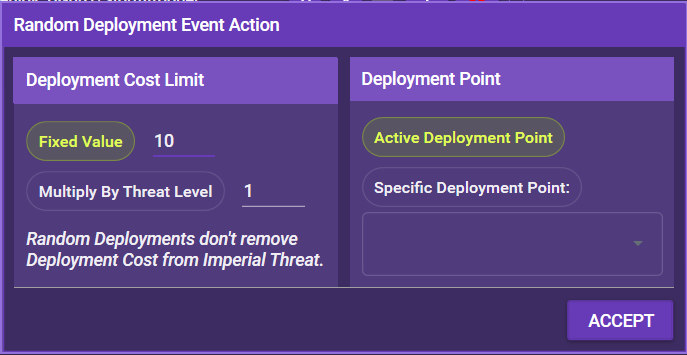 Random Deployment Event Action
Deployment Cost Limit
Fixed Value 10
Multiply By Threat Level 1
Random Deployments don't remove
Deployment Cost from Imperial Threat.
Deployment Point
Active Deployment Point
Specific Deployment Point:
ACCEPT